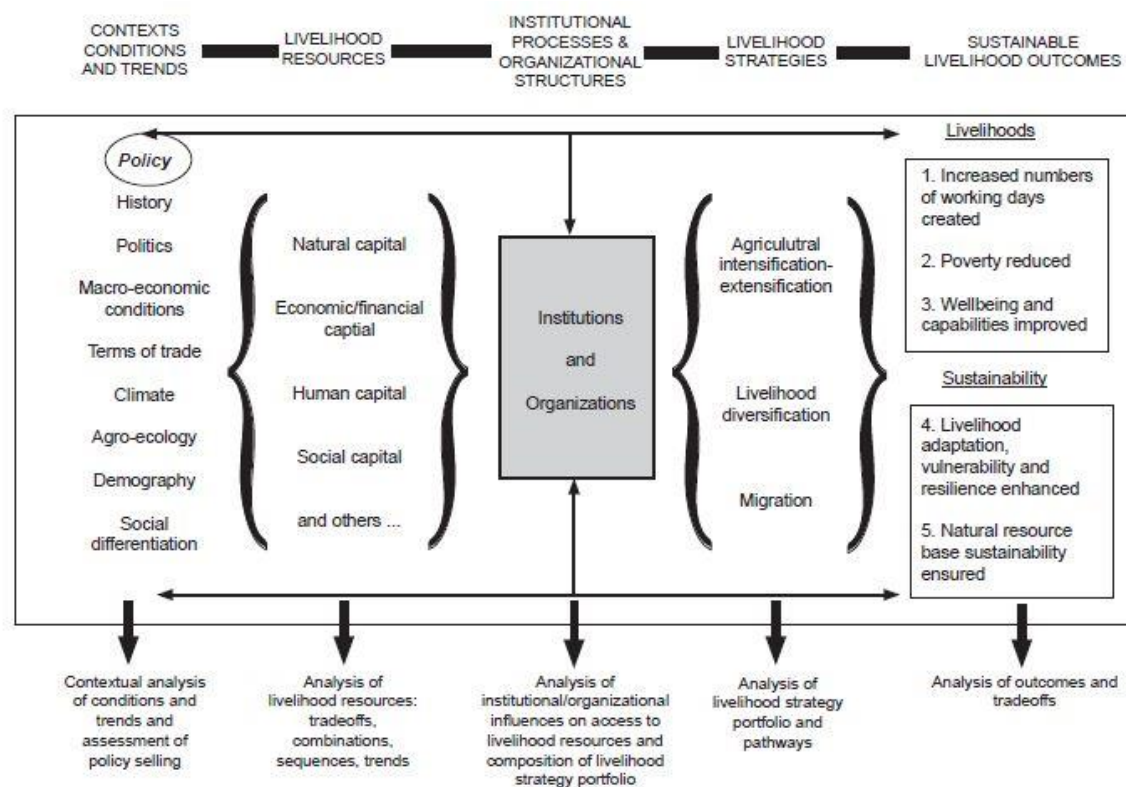 CONTEXTS
CONDITIONS
AND TRENDS
LIVELIHOOD
RESOURCES
INSTITUTIONAL
PROCESSES &
ORGANIZATIONAL
STRUCTURES
LIVELIHOOD
STRATEGIES
SUSTAINABLE
LIVELIHOOD OUTCOMES
Policy
History
Politics
Macro-economic
conditions
Terms of trade
Climate
Agro-ecology
Demography
Social
differentiation
Natural capital
Economic/financial
captial
Human capital
Social capital
and others ...
Institutions
and
Organizations
Agriculutral
intensification-
extensification
Livelihood
diversification
Migration
Livelihoods
1. Increased numbers
of working days
created
2. Poverty reduced
3. Wellbeing and
capabilities improved
Sustainability
4. Livelihood
adaptation,
vulnerability and
resilience enhanced
5. Natural resource
base sustainability
ensured
Contextual analysis
of conditions and
trends and
assessment of
policy selling
Analysis of
livelihood resources:
tradeoffs,
combinations,
sequences, trends
Analysis of
institutional/organizational
influences on access to
livelihood resources and
composition of livelihood
strategy portfolio
Analysis of
livelihood strategy
portfolio and
pathways
Analysis of outcomes and
tradeoffs